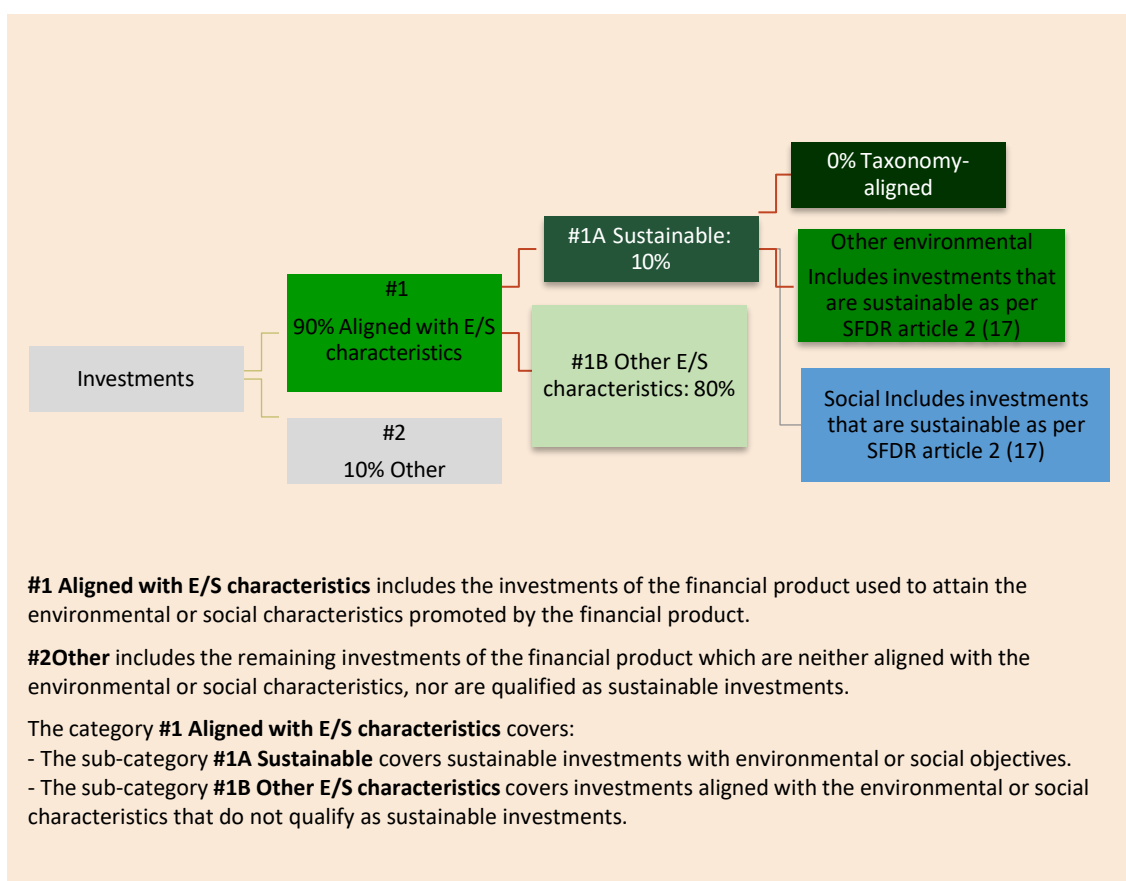 0% Taxonomy-
aligned
#1A Sustainable:
10%
Other environmental
Includes investments that
are sustainable as per
SFDR article 2 (17)
#1
90% Aligned with E/S
characteristics
#1B Other E/S
characteristics: 80%
Investments
Social Includes investments
that are sustainable as per
SFDR article 2 (17)
#2
10% Other
#1 Aligned with E/S characteristics includes the investments of the financial product used to attain the
environmental or social characteristics promoted by the financial product.
#2Other includes the remaining investments of the financial product which are neither aligned with the
environmental or social characteristics, nor are qualified as sustainable investments.
The category #1 Aligned with E/S characteristics covers:
- The sub-category #1A Sustainable covers sustainable investments with environmental or social objectives.
- The sub-category #1B Other E/S characteristics covers investments aligned with the environmental or social
characteristics that do not qualify as sustainable investments.